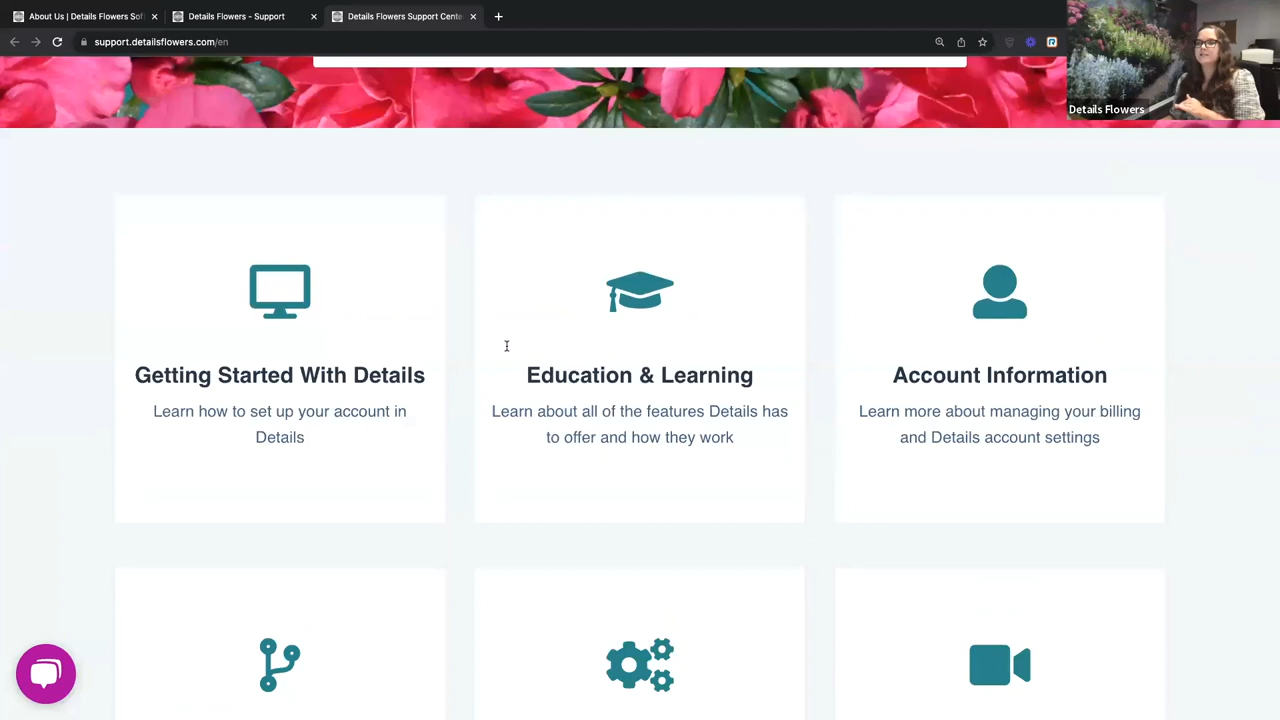 About Us | Details Flowers Sof
Details Flowers - Support
Details Flowers Support Cente
support.detailsflowers.com/en
Details Flowers
Getting Started With Details
Learn how to set up your account in
Details
Education & Learning
Learn about all of the features Details has
to offer and how they work
Account Information
Learn more about managing your billing
and Details account settings